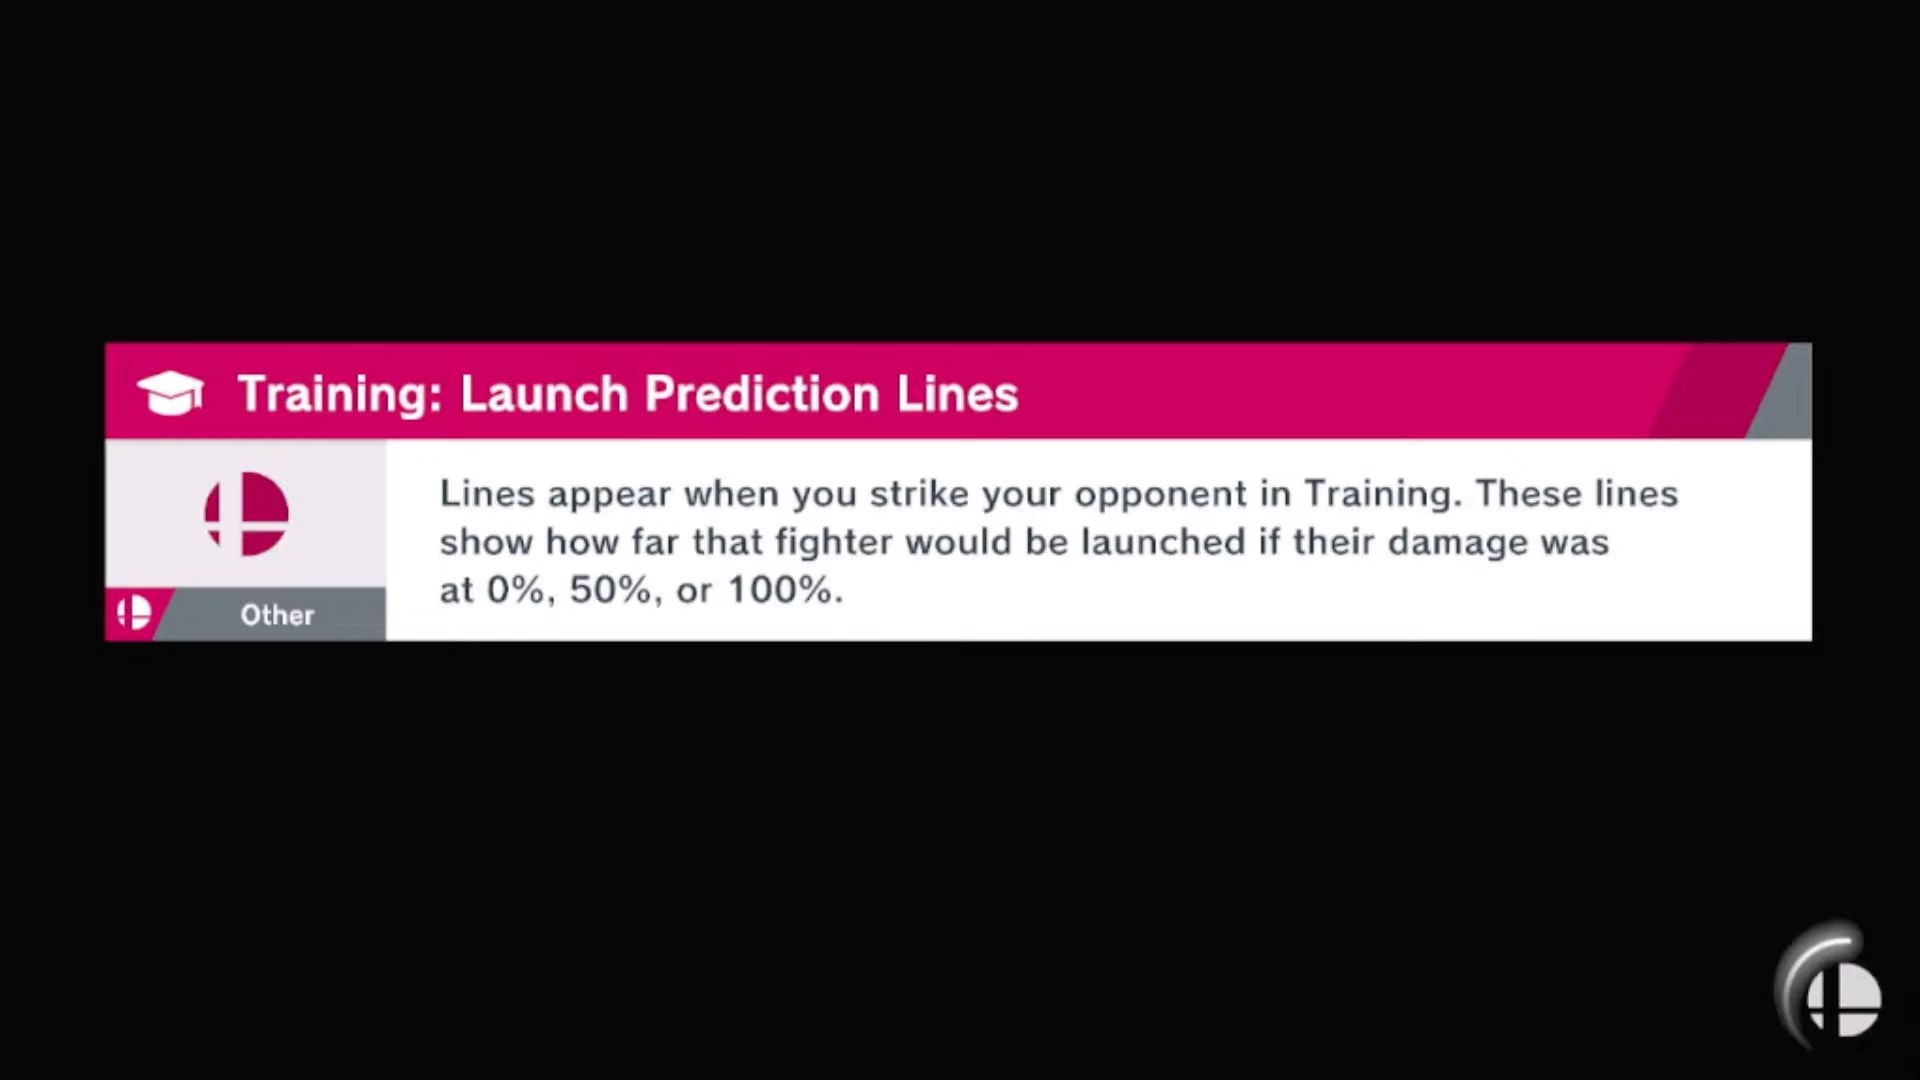 Training: Launch Prediction Lines
Lines appear when you strike your opponent in Training. These lines
show how far that fighter would be launched if their damage was
at 0%, 50%, or 100%.
Other